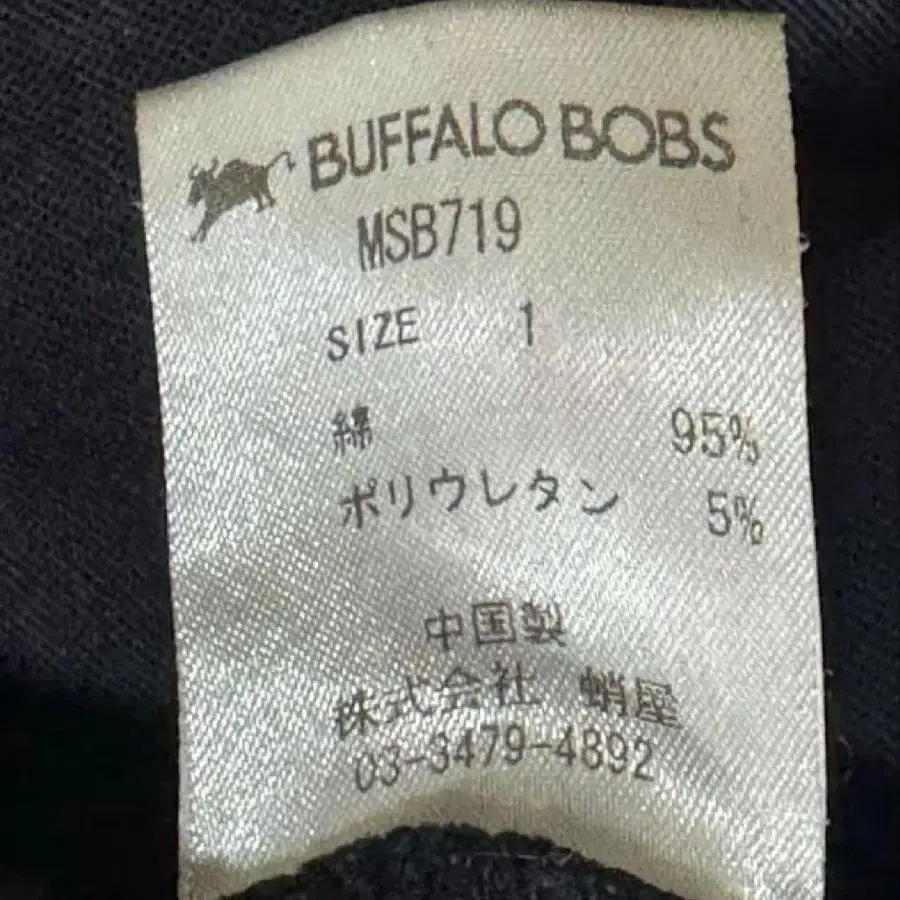 BUFFALO BOBS
MSB719
SIZE 1
綿 95%
ポリウレタン 5%
中国製
株式会社 蛸屋
03-3479-4892